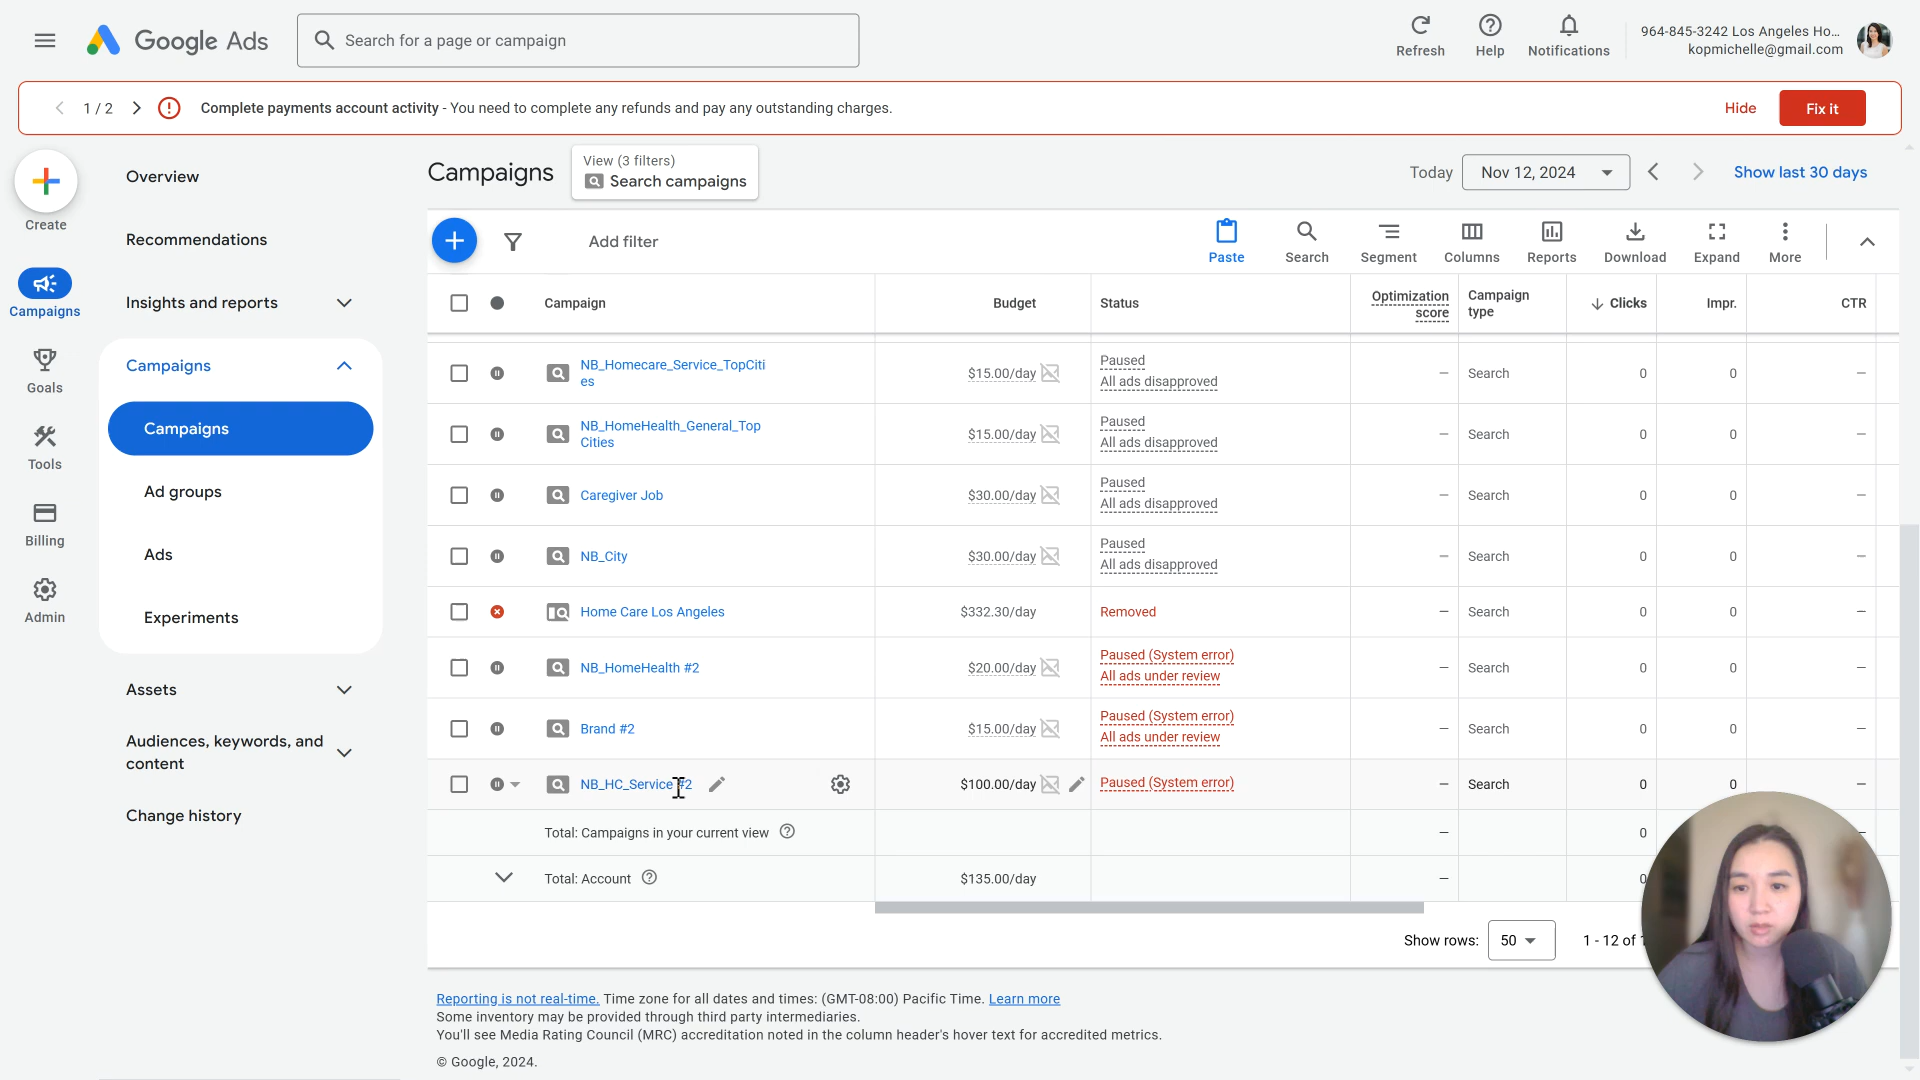 Google Ads
Search for a page or campaign
Refresh
Help
Notifications
964-845-3242 Los Angeles Ho...
kopmichelle@gmail.com
1 / 2
Complete payments account activity - You need to complete any refunds and pay any outstanding charges.
Hide
Fix it
Create
Campaigns
Goals
Tools
Billing
Admin
Overview
Recommendations
Insights and reports
Campaigns
Campaigns
Ad groups
Ads
Experiments
Assets
Audiences, keywords, and
content
Change history
Campaigns
View (3 filters)
Search campaigns
Today
Nov 12, 2024
Show last 30 days
Add filter
Paste
Search
Segment
Columns
Reports
Download
Expand
More
Campaign
Budget
Status
Optimization
score
Campaign
type
Clicks
Impr.
CTR
NB_Homecare_Service_TopCiti
es
$15.00/day
Paused
All ads disapproved
—
Search
0
0
—
NB_HomeHealth_General_Top
Cities
$15.00/day
Paused
All ads disapproved
—
Search
0
0
—
Caregiver Job
$30.00/day
Paused
All ads disapproved
—
Search
0
0
—
NB_City
$30.00/day
Paused
All ads disapproved
—
Search
0
0
—
Home Care Los Angeles
$332.30/day
Removed
—
Search
0
0
—
NB_HomeHealth #2
$20.00/day
Paused (System error)
All ads under review
—
Search
0
0
—
Brand #2
$15.00/day
Paused (System error)
All ads under review
—
Search
0
0
—
NB_HC_Service #2
$100.00/day
Paused (System error)
—
Search
0
0
—
Total: Campaigns in your current view
—
0
—
Total: Account
$135.00/day
—
0
Show rows:
50
1 - 12 of
Reporting is not real-time. Time zone for all dates and times: (GMT-08:00) Pacific Time. Learn more
Some inventory may be provided through third party intermediaries.
You'll see Media Rating Council (MRC) accreditation noted in the column header's hover text for accredited metrics.
© Google, 2024.